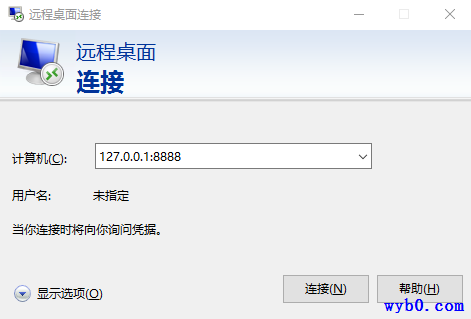 远程桌面连接
远程桌面
连接
计算机(C):
127.0.0.1:8888
用户名:
未指定
当你连接时将向你询问凭据。
显示选项(O)
连接(N)
帮助(H)
wyb0.com